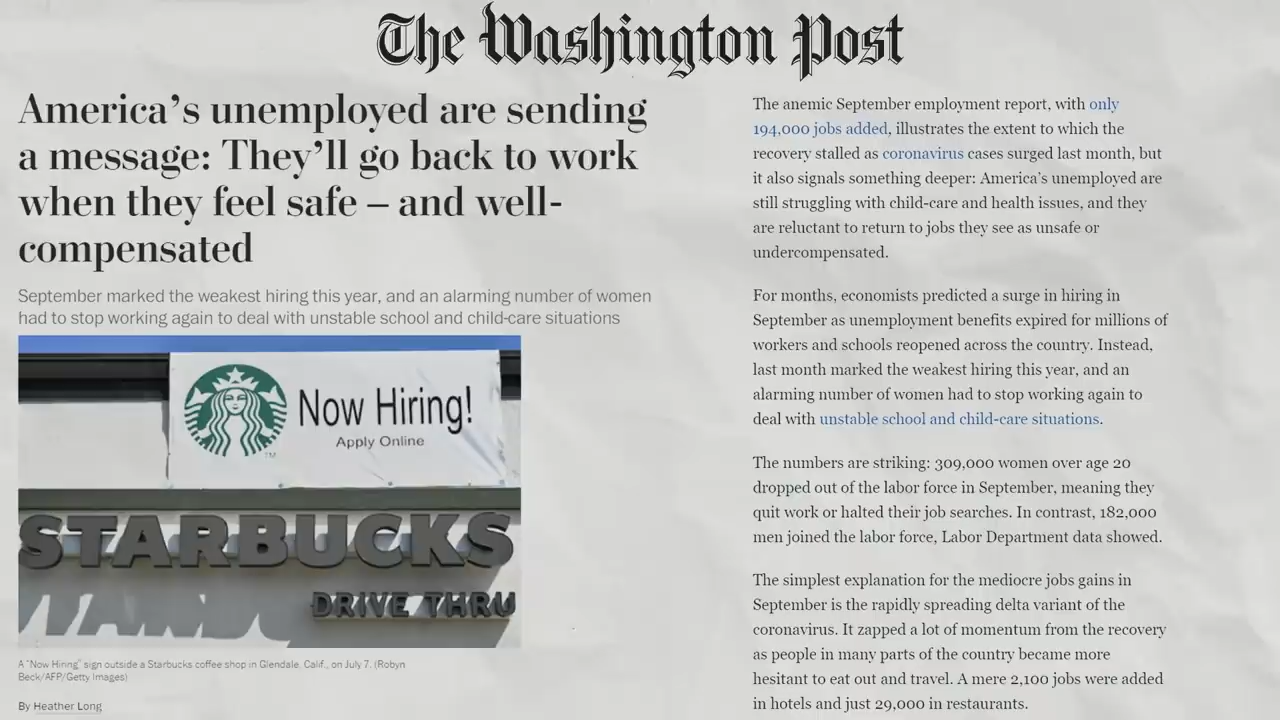 The Washington Post
America's unemployed are sending
a message: They'll go back to work
when they feel safe – and well-
compensated
September marked the weakest hiring this year, and an alarming number of women
had to stop working again to deal with unstable school and child-care situations
Now Hiring!
Apply Online
TM
STARBUCKS
DRIVE THRU
A "Now Hiring" sign outside a Starbucks coffee shop in Glendale, Calif., on July 7. (Robyn
Beck/AFP/Getty Images)
By Heather Long
The anemic September employment report, with only
194,000 jobs added, illustrates the extent to which the
recovery stalled as coronavirus cases surged last month, but
it also signals something deeper: America's unemployed are
still struggling with child-care and health issues, and they
are reluctant to return to jobs they see as unsafe or
undercompensated.
For months, economists predicted a surge in hiring in
September as unemployment benefits expired for millions of
workers and schools reopened across the country. Instead,
last month marked the weakest hiring this year, and an
alarming number of women had to stop working again to
deal with unstable school and child-care situations.
The numbers are striking: 309,000 women over age 20
dropped out of the labor force in September, meaning they
quit work or halted their job searches. In contrast, 182,000
men joined the labor force, Labor Department data showed.
The simplest explanation for the mediocre jobs gains in
September is the rapidly spreading delta variant of the
coronavirus. It zapped a lot of momentum from the recovery
as people in many parts of the country became more
hesitant to eat out and travel. A mere 2,100 jobs were added
in hotels and just 29,000 in restaurants.